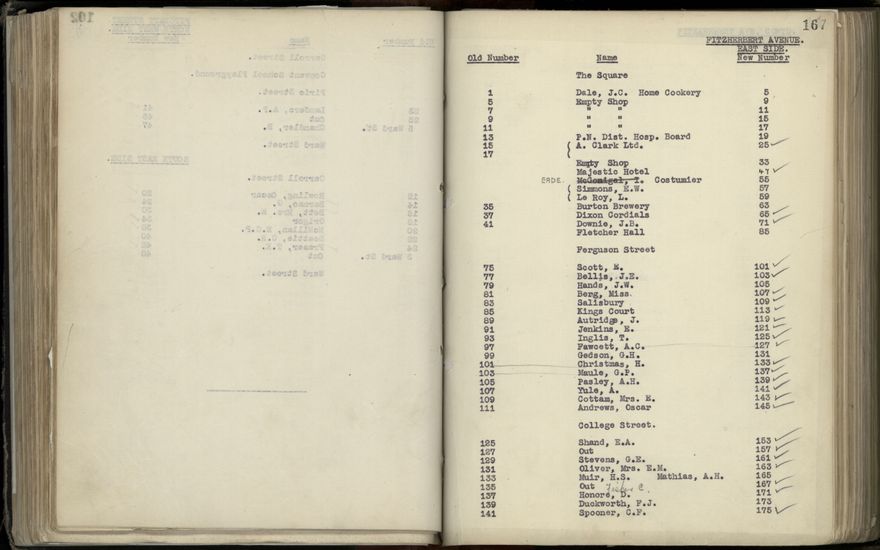 167
FITZHERBERT AVENUE.
EAST SIDE.
Old Number Name New Number
The Square
1 Dale, J.C. Home Cookery 5
5 Empty Shop 9
7 " " 11
9 " " 15
11 " " 17
13 P.N. Dist. Hosp. Board 19
15 ( A. Clark Ltd. 25
17 (
Empty Shop 33
Majestic Hotel 47
EADE. McGonigal, T. Costumier 55
( Simmons, E.W. 57
( Le Roy, L. 59
35 Burton Brewery 63
37 Dixon Cordials 65
41 Downie, J.B. 71
Fletcher Hall 85
Ferguson Street
75 Scott, E. 101
77 Bellis, J.E. 103
79 Hands, J.W. 105
81 Berg, Miss. 107
83 Salisbury 109
85 Kings Court 113
89 Autridge, J. 119
91 Jenkins, E. 121
93 Inglis, T. 125
97 Fawcett, A.C. 127
99 Gedson, G.H. 131
101 Christmas, H. 133
103 Maule, G.P. 137
105 Pasley, A.H. 139
107 Yule, A. 141
109 Cottam, Mrs. E. 143
111 Andrews, Oscar 145
College Street.
125 Shand, E.A. 153
127 Out 157
129 Stevens, G.E. 161
131 Oliver, Mrs. E.M. 163
133 Muir, H.S. Mathias, A.H. 165
135 Out 167
137 Honore, D. 171
139 Duckworth, F.J. 173
141 Spooner, C.F. 175